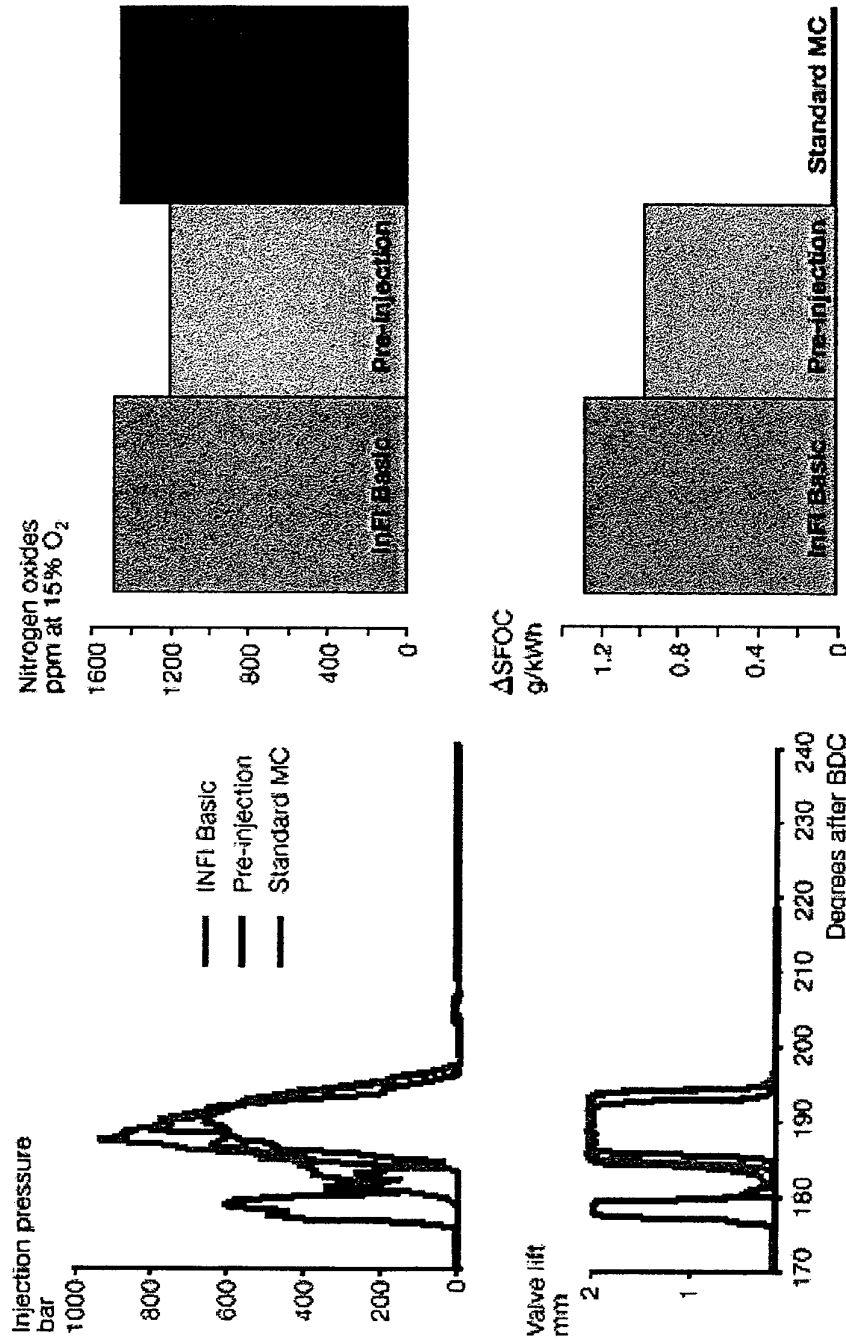 Injection pressure
bar
1000
800
600
400
200
0
INFI Basic
Pre-injection
Standard MC
Nitrogen oxides
ppm at 15% O₂
1600
1200
800
400
0
InFI Basic
Pre-injection
Valve lift
mm
2
1
170
180
190
200
210
220
230
240
Degrees after BDC
ΔSFOC
g/kWh
1.2
0.8
0.4
0
InFI Basic
Pre-injection
Standard MC